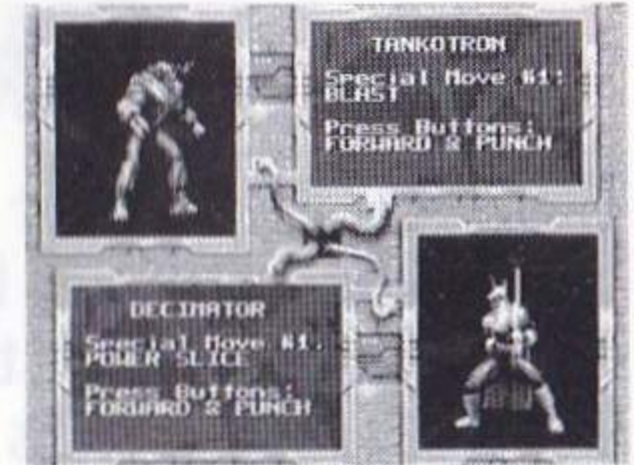 TANKOTRON
Special Move #1:
BLAST
Press Buttons:
FORWARD & PUNCH
DECIMATOR
Special Move #1:
POWER SLICE
Press Buttons:
FORWARD & PUNCH